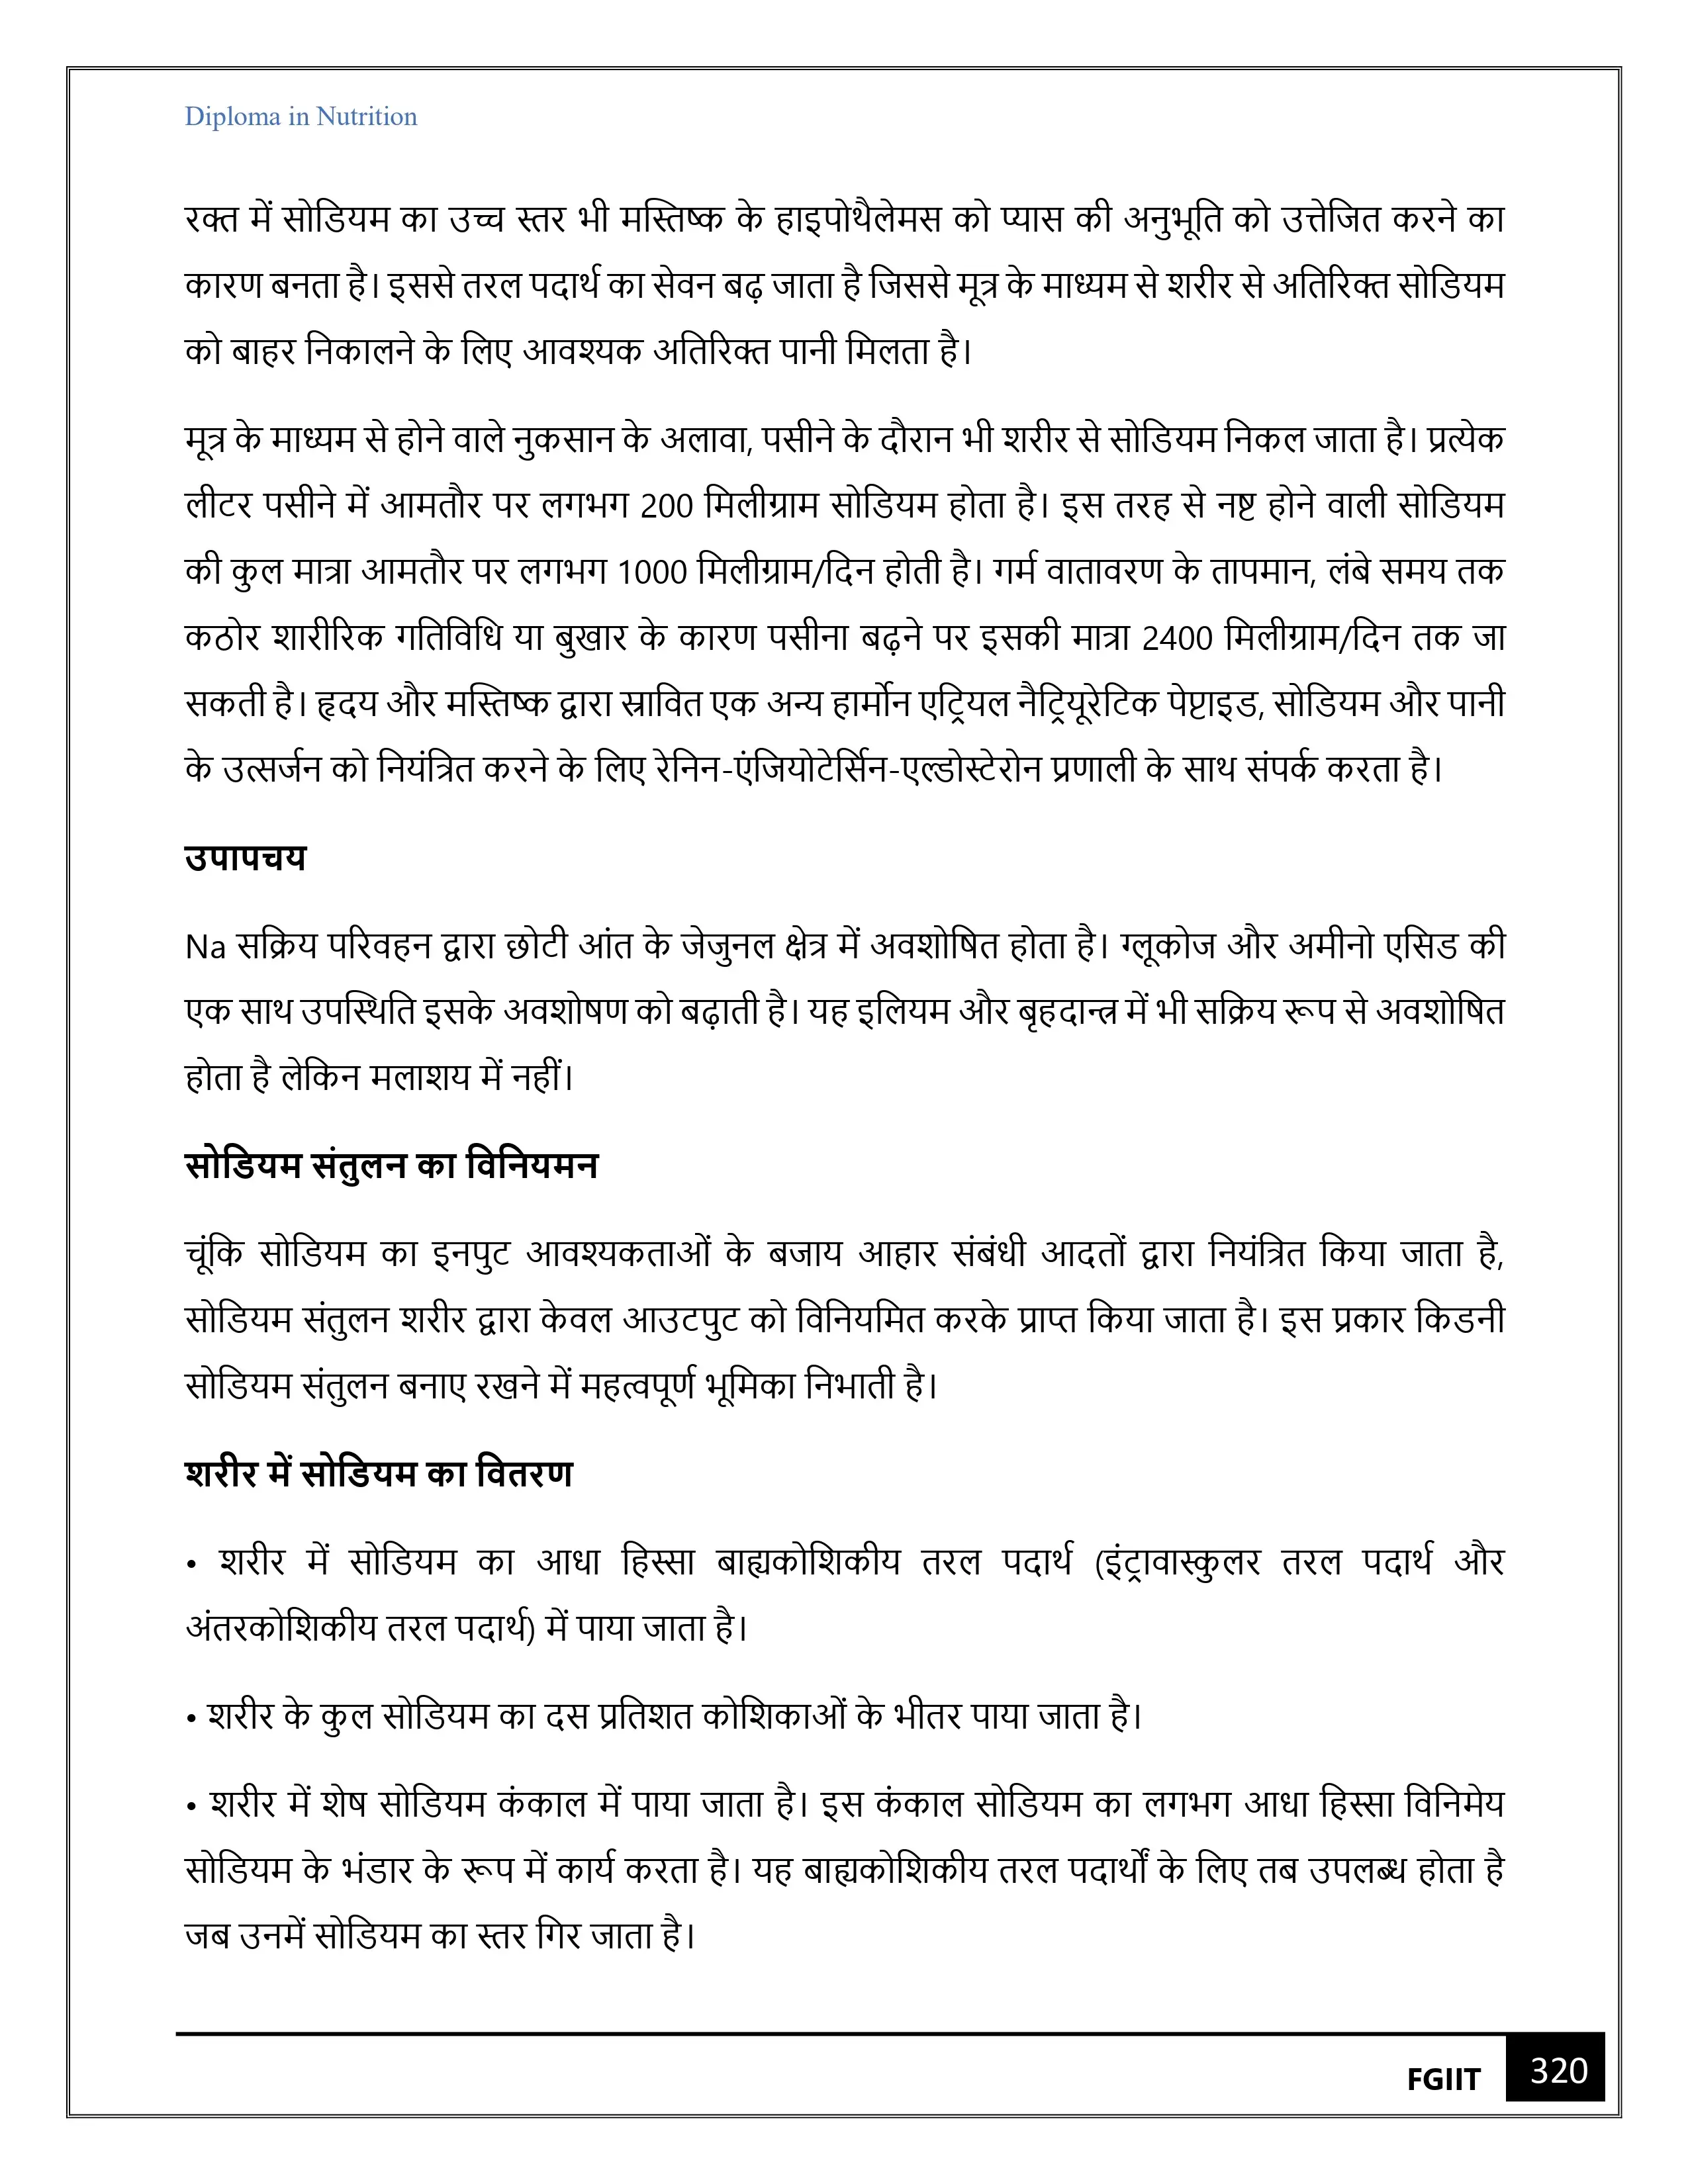 Diploma in Nutrition
रक्त में सोडियम का उच्च स्तर भी मस्तिष्क के हाइपोथैलेमस को प्यास की अनुभूति को उत्तेजित करने का
कारण बनता है। इससे तरल पदार्थ का सेवन बढ़ जाता है जिससे मूत्र के माध्यम से शरीर से अतिरिक्त सोडियम
को बाहर निकालने के लिए आवश्यक अतिरिक्त पानी मिलता है।
मूत्र के माध्यम से होने वाले नुकसान के अलावा, पसीने के दौरान भी शरीर से सोडियम निकल जाता है। प्रत्येक
लीटर पसीने में आमतौर पर लगभग 200 मिलीग्राम सोडियम होता है। इस तरह से नष्ट होने वाली सोडियम
की कुल मात्रा आमतौर पर लगभग 1000 मिलीग्राम/दिन होती है। गर्म वातावरण के तापमान, लंबे समय तक
कठोर शारीरिक गतिविधि या बुखार के कारण पसीना बढ़ने पर इसकी मात्रा 2400 मिलीग्राम/दिन तक जा
सकती है। हृदय और मस्तिष्क द्वारा स्रावित एक अन्य हार्मोन एट्रियल नैट्रियूरेटिक पेप्टाइड, सोडियम और पानी
के उत्सर्जन को नियंत्रित करने के लिए रेनिन-एंजियोटेर्सिन-एल्डोस्टेरोन प्रणाली के साथ संपर्क करता है।
उपापचय
Na सक्रिय परिवहन द्वारा छोटी आंत के जेजुनल क्षेत्र में अवशोषित होता है। ग्लूकोज और अमीनो एसिड की
एक साथ उपस्थिति इसके अवशोषण को बढ़ाती है। यह इलियम और बृहदान्त्र में भी सक्रिय रूप से अवशोषित
होता है लेकिन मलाशय में नहीं।
सोडियम संतुलन का विनियमन
चूंकि सोडियम का इनपुट आवश्यकताओं के बजाय आहार संबंधी आदतों द्वारा नियंत्रित किया जाता है,
सोडियम संतुलन शरीर द्वारा केवल आउटपुट को विनियमित करके प्राप्त किया जाता है। इस प्रकार किडनी
सोडियम संतुलन बनाए रखने में महत्वपूर्ण भूमिका निभाती है।
शरीर में सोडियम का वितरण
• शरीर में सोडियम का आधा हिस्सा बाह्यकोशिकीय तरल पदार्थ (इंट्रावास्कुलर तरल पदार्थ और
अंतरकोशिकीय तरल पदार्थ) में पाया जाता है।
• शरीर के कुल सोडियम का दस प्रतिशत कोशिकाओं के भीतर पाया जाता है।
• शरीर में शेष सोडियम कंकाल में पाया जाता है। इस कंकाल सोडियम का लगभग आधा हिस्सा विनिमेय
सोडियम के भंडार के रूप में कार्य करता है। यह बाह्यकोशिकीय तरल पदार्थों के लिए तब उपलब्ध होता है
जब उनमें सोडियम का स्तर गिर जाता है।
FGIIT 320